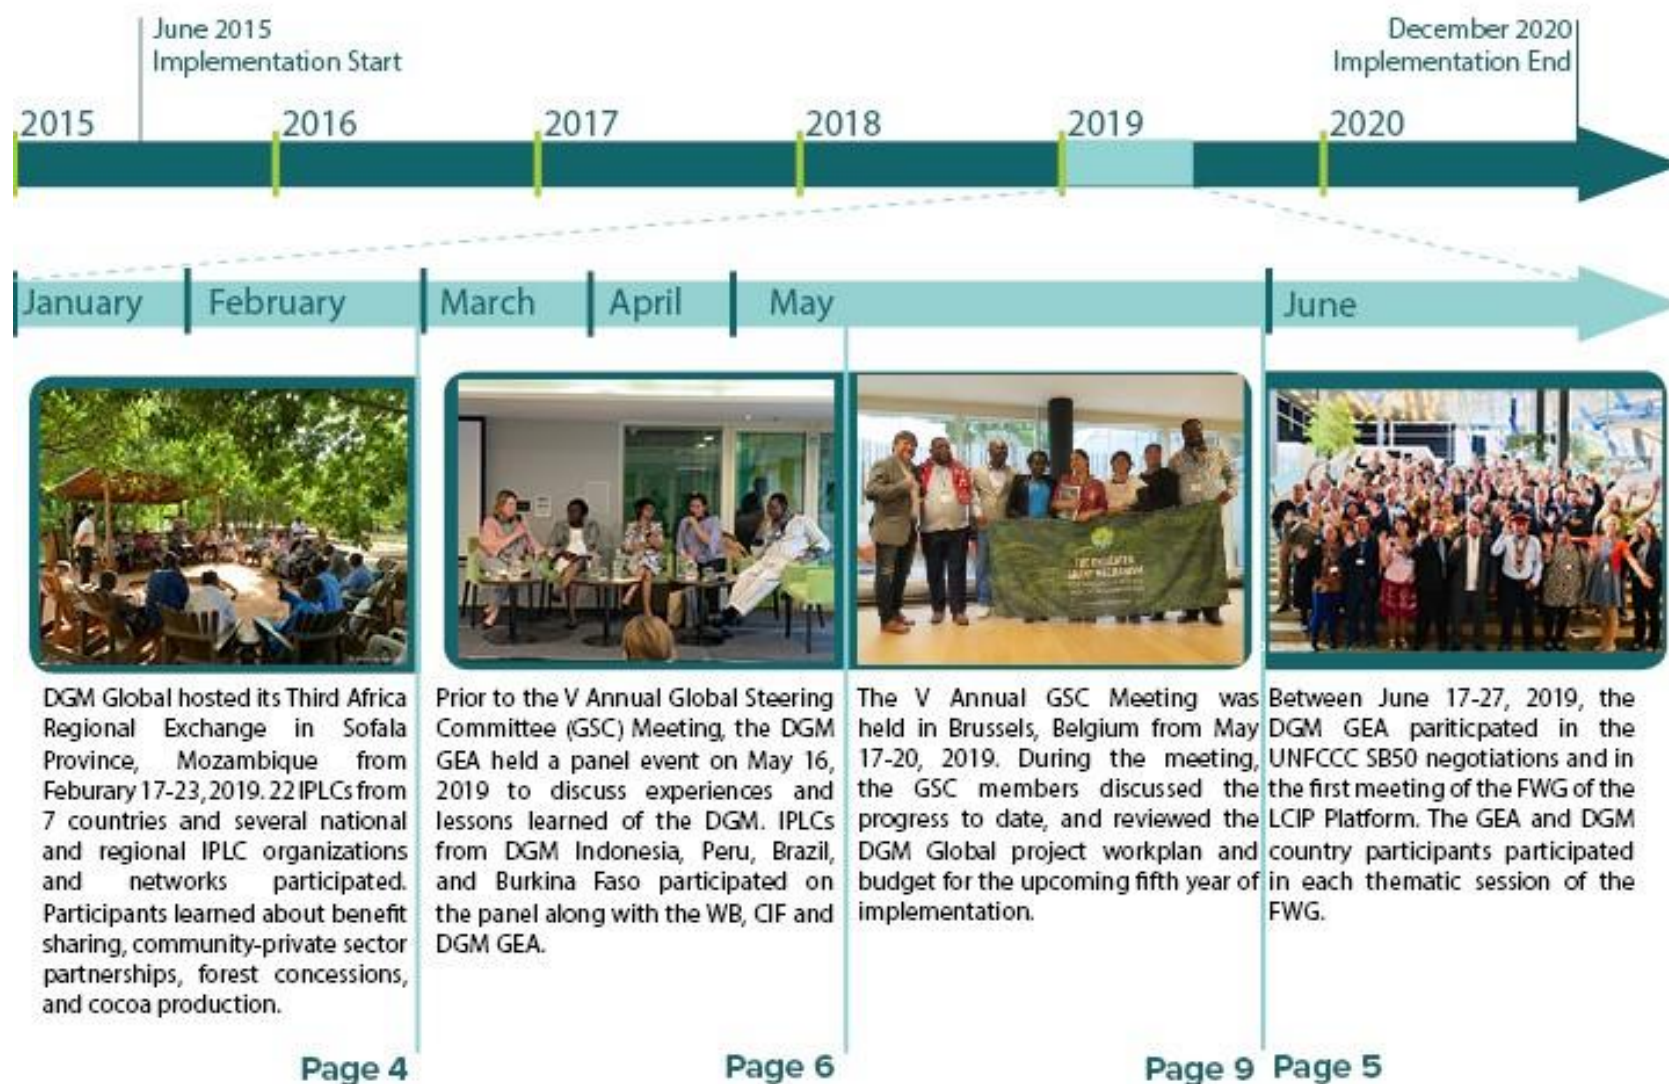 June 2015
Implementation Start
December 2020
Implementation End
2015
2016
2017
2018
2019
2020
January
February
March
April
May
June
DGM Global hosted its Third Africa
Regional Exchange in Sofala
Province, Mozambique from
Feburary 17-23, 2019. 22 IPLCs from
7 countries and several national
and regional IPLC organizations
and networks participated.
Participants learned about benefit
sharing, community-private sector
partnerships, forest concessions,
and cocoa production.
Page 4
Prior to the V Annual Global Steering
Committee (GSC) Meeting, the DGM
GEA held a panel event on May 16,
2019 to discuss experiences and
lessons learned of the DGM. IPLCs
from DGM Indonesia, Peru, Brazil,
and Burkina Faso participated on
the panel along with the WB, CIF and
DGM GEA.
Page 6
The V Annual GSC Meeting was
held in Brussels, Belgium from May
17-20, 2019. During the meeting,
the GSC members discussed the
progress to date, and reviewed the
DGM Global project workplan and
budget for the upcoming fifth year of
implementation.
Page 9
Between June 17-27, 2019, the
DGM GEA pariticpated in the
UNFCCC SB50 negotiations and in
the first meeting of the FWG of the
LCIP Platform. The GEA and DGM
country participants participated
in each thematic session of the
FWG.
Page 5